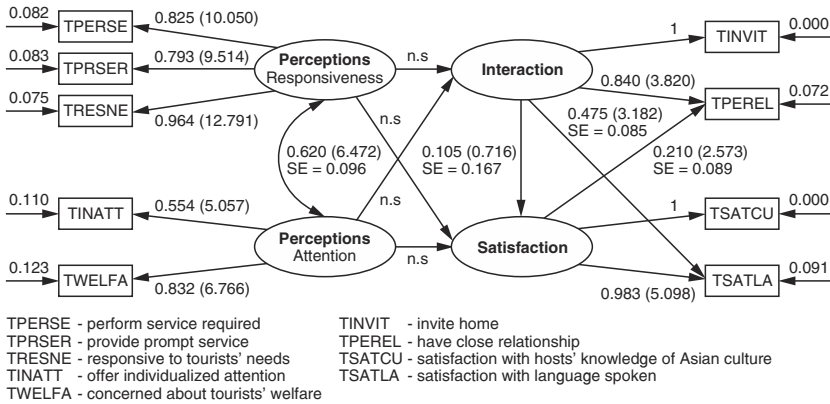 0.082
TPERSE
0.825 (10.050)
0.083
TPRSER
0.793 (9.514)
0.075
TRESNE
0.964 (12.791)
Perceptions
Responsiveness
n.s
Interaction
1
TINVIT
0.000
0.840 (3.820)
TPEREL
0.072
n.s
0.475 (3.182)
SE = 0.085
0.620 (6.472)
SE = 0.096
0.105 (0.716)
SE = 0.167
0.210 (2.573)
SE = 0.089
n.s
0.110
TINATT
0.554 (5.057)
0.123
TWELFA
0.832 (6.766)
Perceptions
Attention
n.s
Satisfaction
1
TSATCU
0.000
0.983 (5.098)
TSATLA
0.091
TPERSE - perform service required
TPRSER - provide prompt service
TRESNE - responsive to tourists' needs
TINATT - offer individualized attention
TWELFA - concerned about tourists' welfare
TINVIT - invite home
TPEREL - have close relationship
TSATCU - satisfaction with hosts' knowledge of Asian culture
TSATLA - satisfaction with language spoken